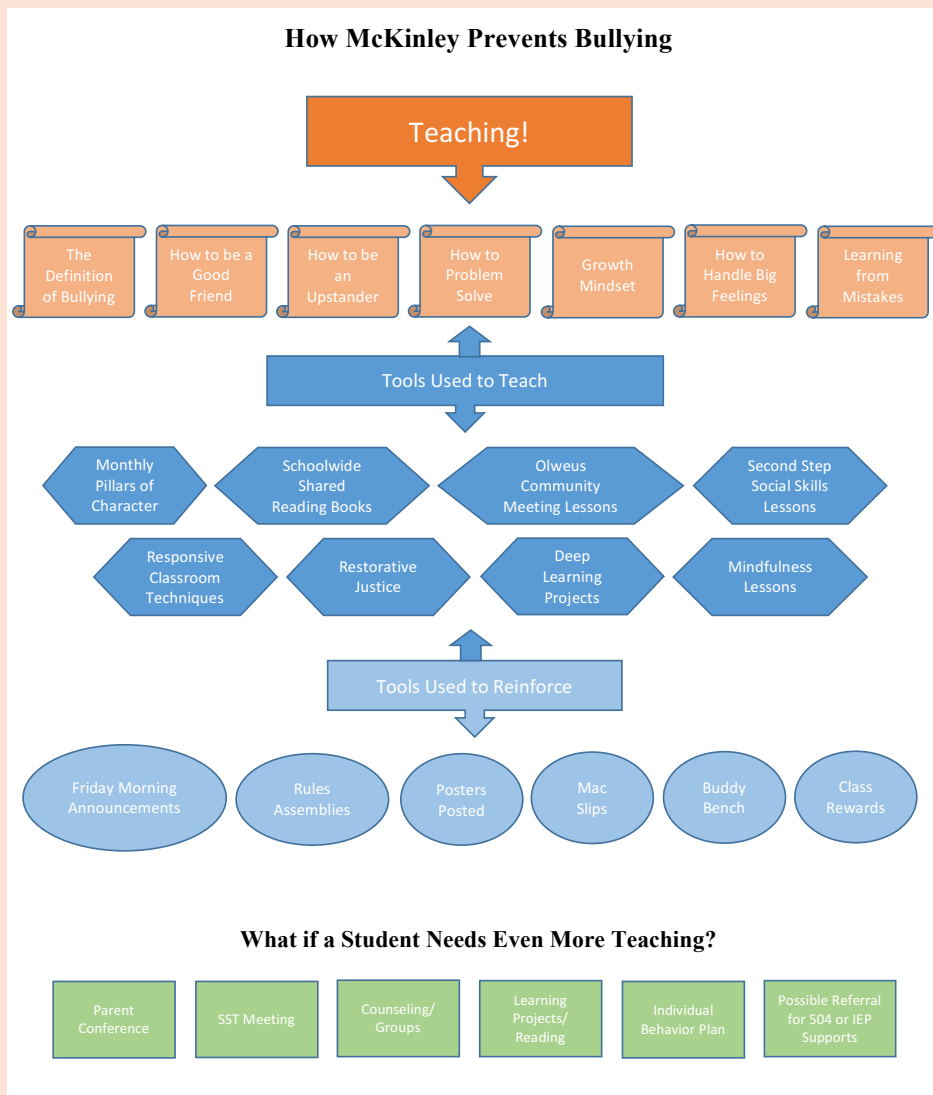 How McKinley Prevents Bullying
Teaching!
The
Definition
of Bullying
How to be a
Good
Friend
How to be
an
Upstander
How to
Problem
Solve
Growth
Mindset
How to
Handle Big
Feelings
Learning
from
Mistakes
Tools Used to Teach
Monthly
Pillars of
Character
Schoolwide
Shared
Reading Books
Olweus
Community
Meeting Lessons
Second Step
Social Skills
Lessons
Responsive
Classroom
Techniques
Restorative
Justice
Deep
Learning
Projects
Mindfulness
Lessons
Tools Used to Reinforce
Friday Morning
Announcements
Rules
Assemblies
Posters
Posted
Mac
Slips
Buddy
Bench
Class
Rewards
What if a Student Needs Even More Teaching?
Parent
Conference
SST Meeting
Counseling/
Groups
Learning
Projects/
Reading
Individual
Behavior Plan
Possible Referral
for 504 or IEP
Supports